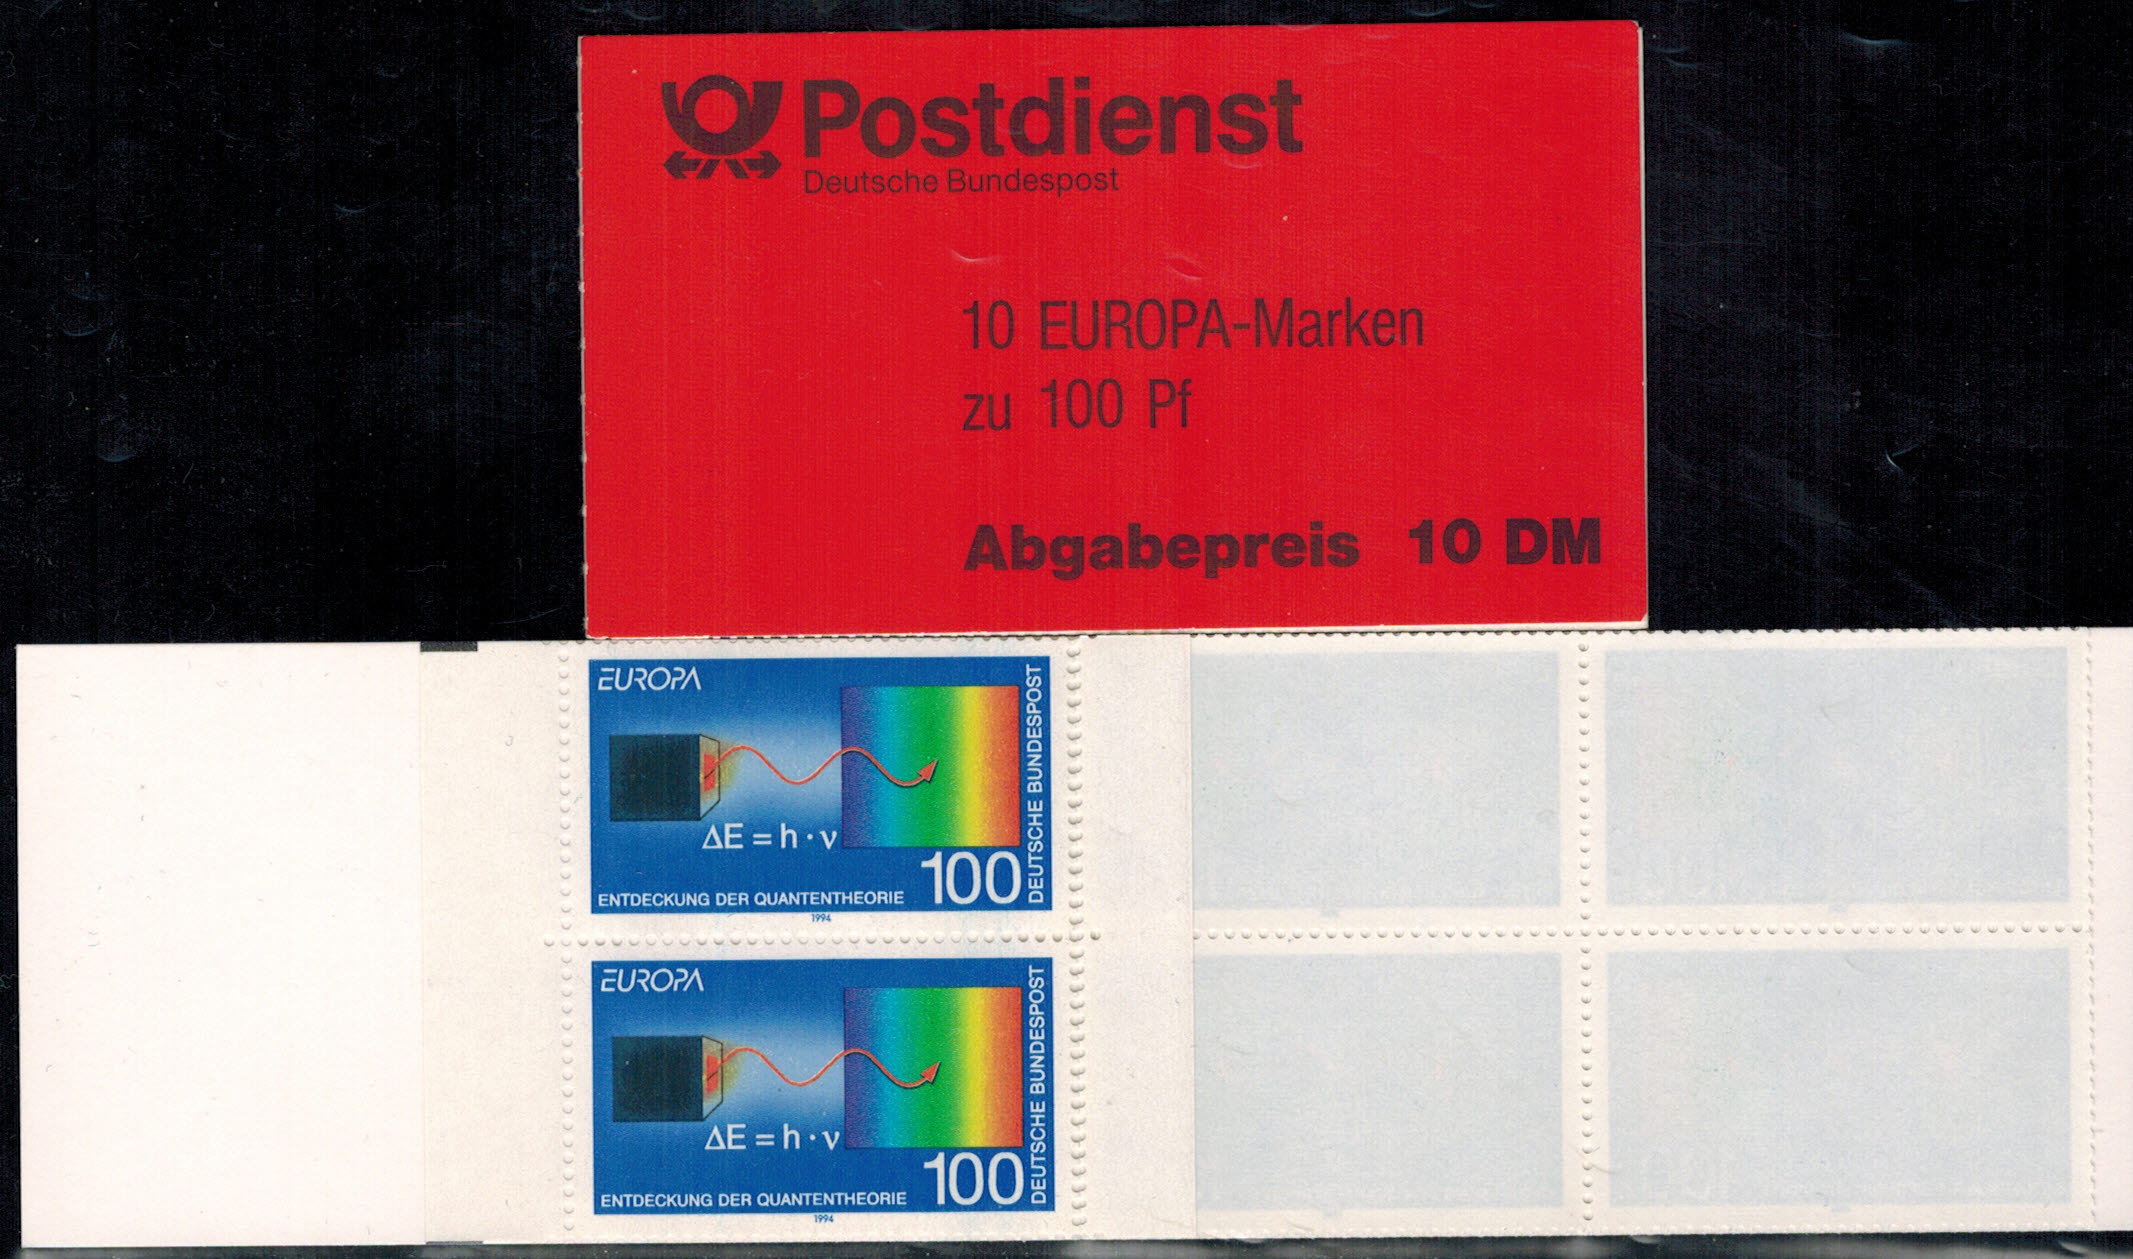 Postdienst
Deutsche Bundespost
10 EUROPA-Marken
zu 100 Pf
Abgabepreis 10 DM
EUROPA
ΔE = h · ν
100
ENTDECKUNG DER QUANTENTHEORIE
1994
DEUTSCHE BUNDESPOST
EUROPA
ΔE = h · ν
100
ENTDECKUNG DER QUANTENTHEORIE
1994
DEUTSCHE BUNDESPOST